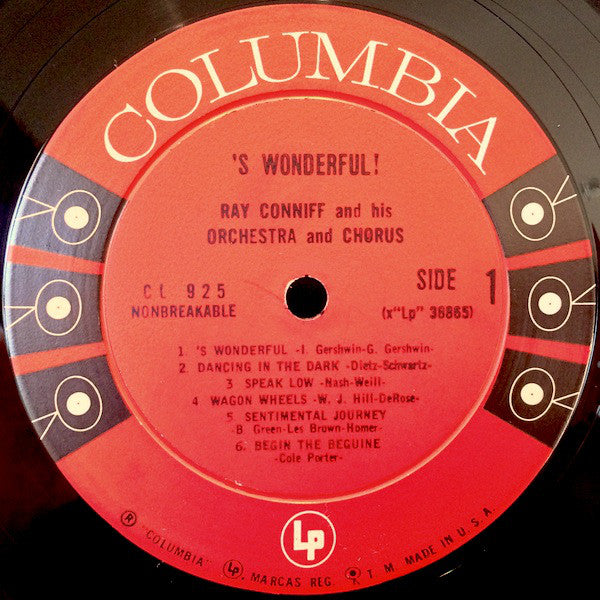 COLUMBIA
'S WONDERFUL!
RAY CONNIFF and his
ORCHESTRA and CHORUS
CL 925
NONBREAKABLE
SIDE 1
(x"Lp" 36865)
1. 'S WONDERFUL -I. Gershwin-G. Gershwin-
2. DANCING IN THE DARK -Dietz-Schwartz-
3 SPEAK LOW -Nash-Weill-
4 WAGON WHEELS -W. J. Hill-DeRose-
5 SENTIMENTAL JOURNEY
-B Green-Les Brown-Homer-
6. BEGIN THE BEGUINE
-Cole Porter-
Lp
® "COLUMBIA" Lp, MARCAS REG. T M. MADE IN U.S.A.